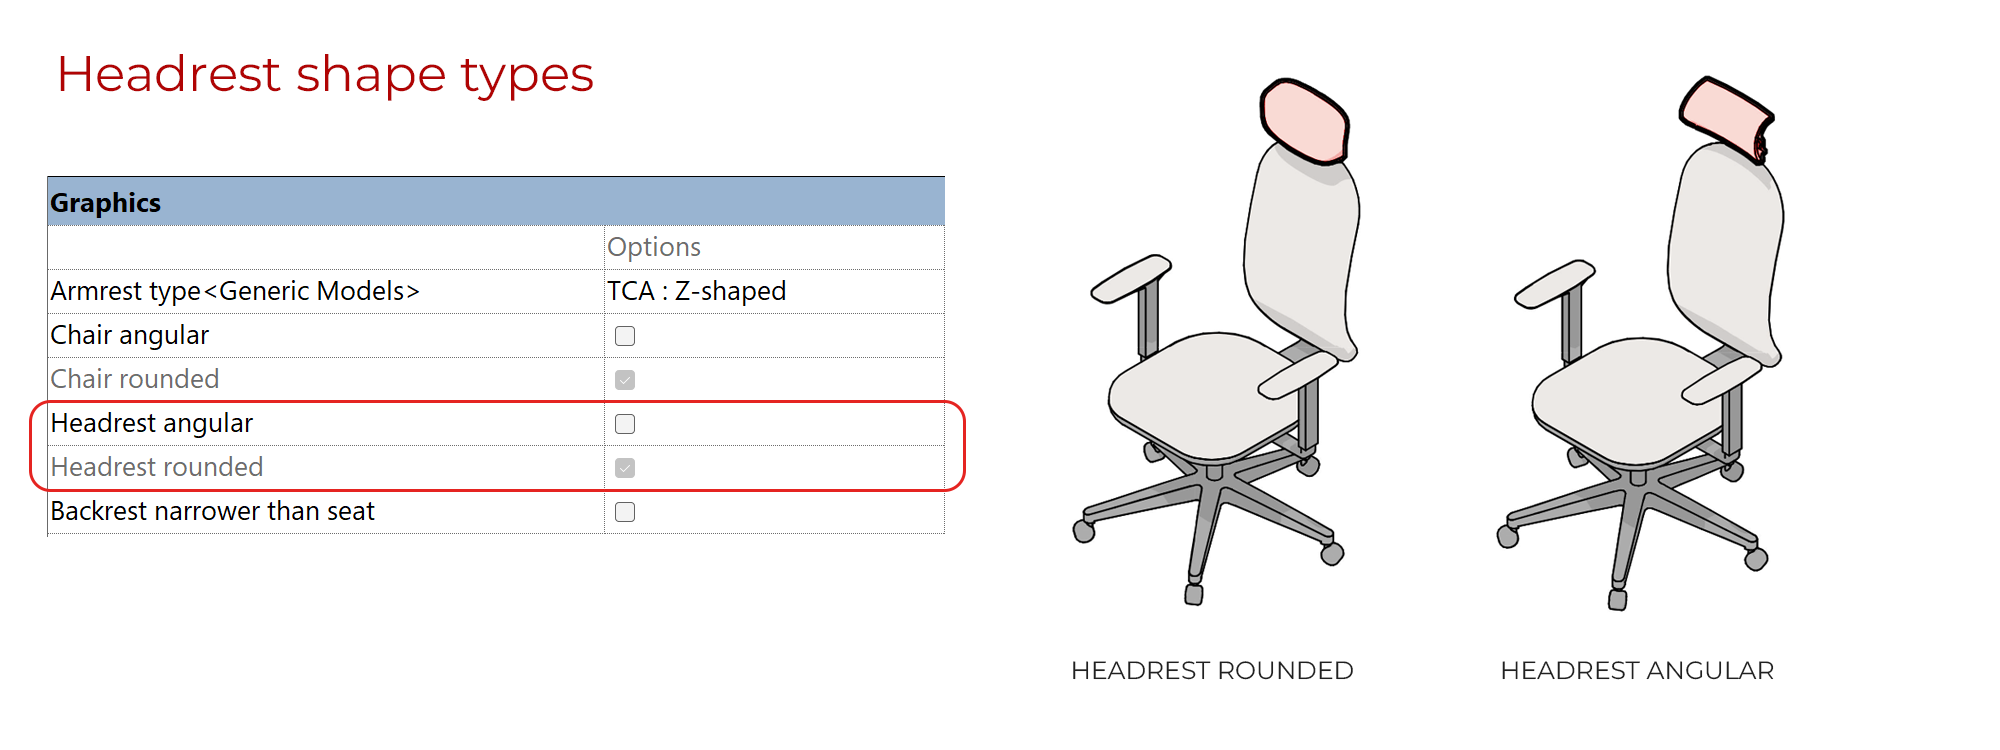 Headrest shape types
Graphics
Options
Armrest type<Generic Models> TCA : Z-shaped
Chair angular
Chair rounded
Headrest angular
Headrest rounded
Backrest narrower than seat
HEADREST ROUNDED
HEADREST ANGULAR